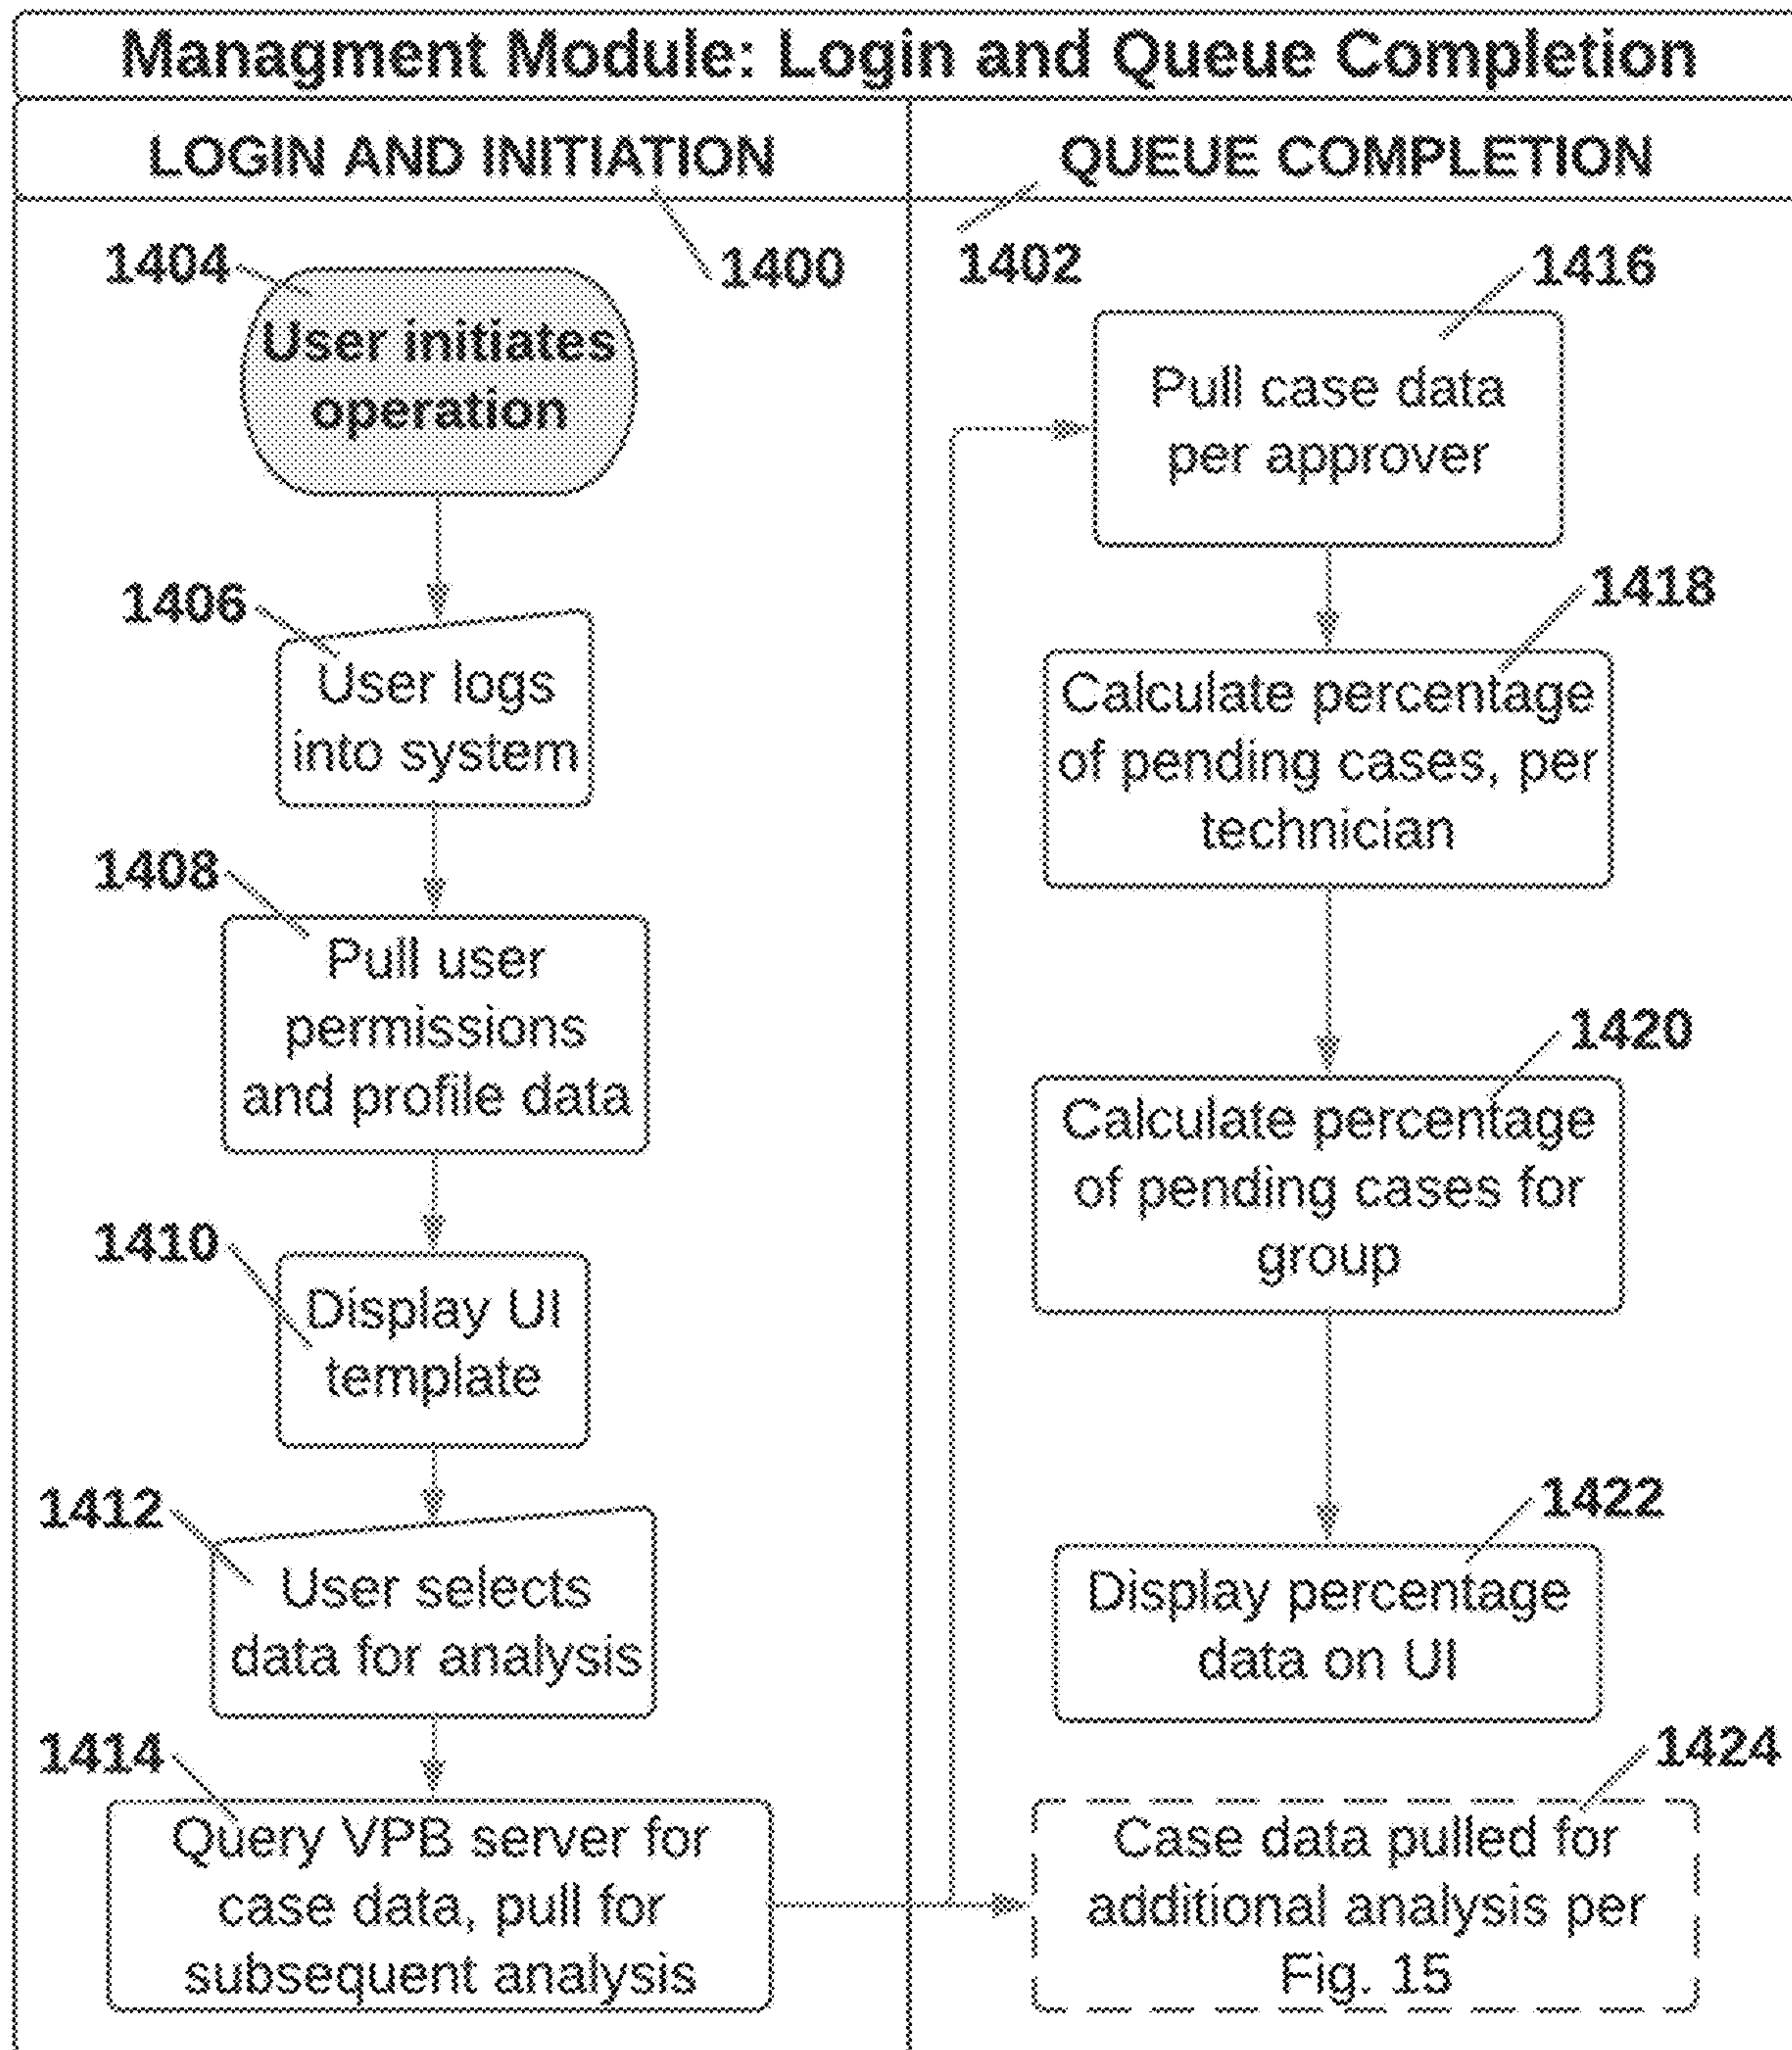 Managment Module: Login and Queue Completion
LOGIN AND INITIATION
1400
1404
User initiates
operation
1406
User logs
into system
1408
Pull user
permissions
and profile data
1410
Display UI
template
1412
User selects
data for analysis
1414
Query VPB server for
case data, pull for
subsequent analysis
QUEUE COMPLETION
1402
1416
Pull case data
per approver
1418
Calculate percentage
of pending cases, per
technician
1420
Calculate percentage
of pending cases for
group
1422
Display percentage
data on UI
1424
Case data pulled for
additional analysis per
Fig. 15